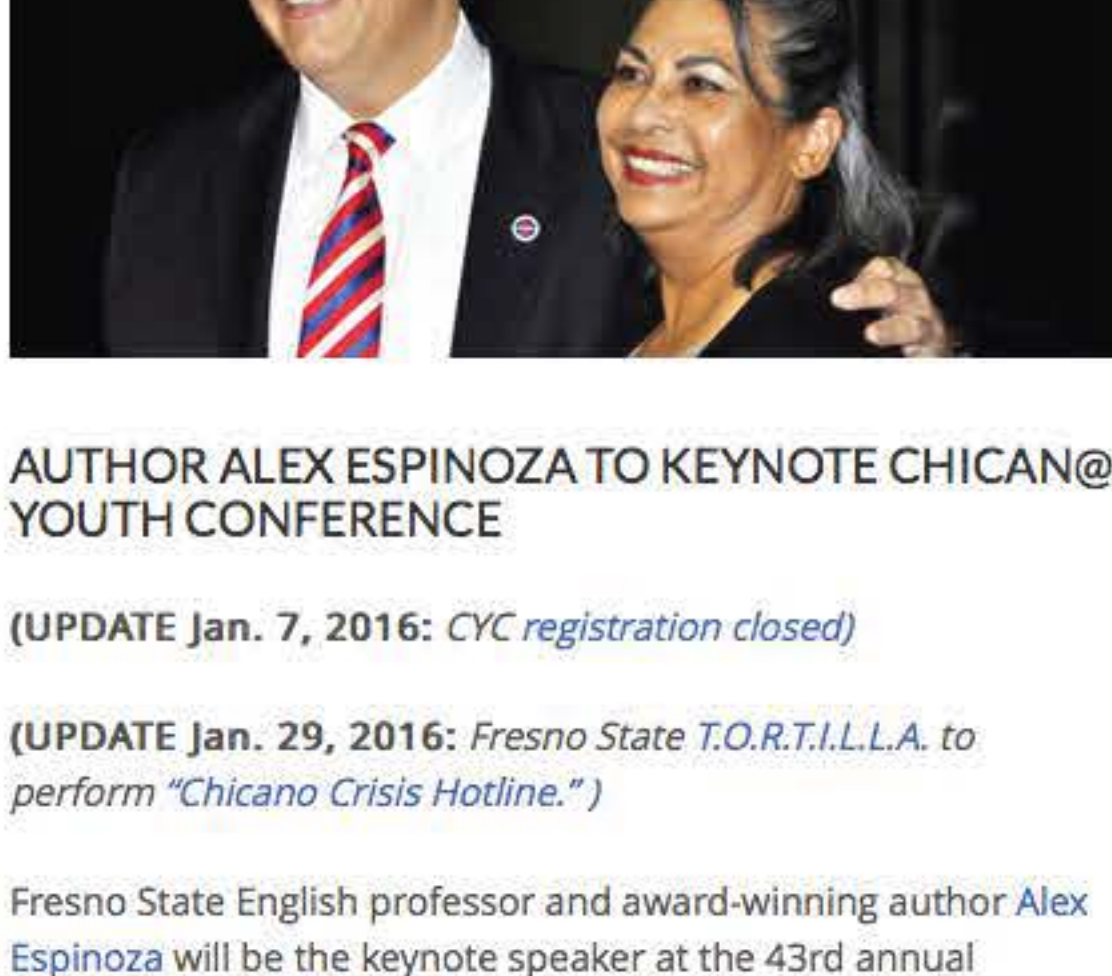 AUTHOR ALEX ESPINOZA TO KEYNOTE CHICAN@
YOUTH CONFERENCE
(UPDATE Jan. 7, 2016: CYC registration closed)
(UPDATE Jan. 29, 2016: Fresno State T.O.R.T.I.L.L.A. to
perform “Chicano Crisis Hotline.” )
Fresno State English professor and award-winning author Alex
Espinoza will be the keynote speaker at the 43rd annual